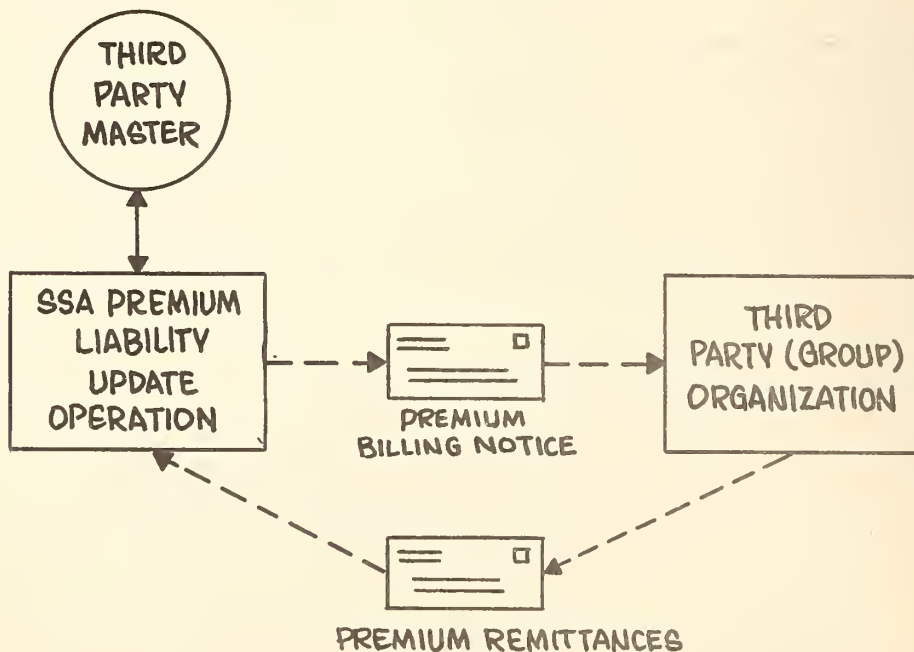 THIRD
PARTY
MASTER
SSA PREMIUM
LIABILITY
UPDATE
OPERATION
PREMIUM
BILLING NOTICE
THIRD
PARTY (GROUP)
ORGANIZATION
PREMIUM REMITTANCES